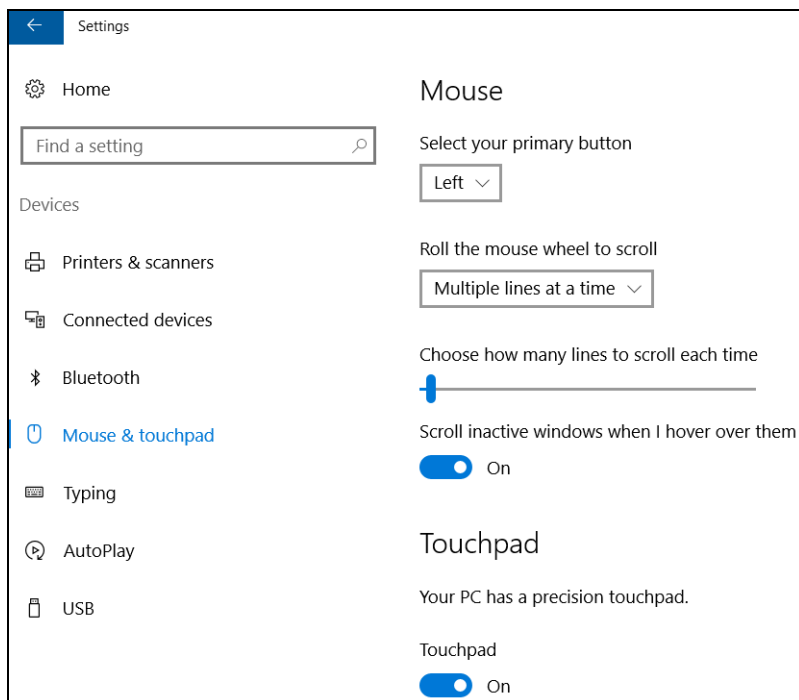 Settings
Home
Find a setting
Devices
Printers & scanners
Connected devices
Bluetooth
Mouse & touchpad
Typing
AutoPlay
USB
Mouse
Select your primary button
Left
Roll the mouse wheel to scroll
Multiple lines at a time
Choose how many lines to scroll each time
Scroll inactive windows when I hover over them
On
Touchpad
Your PC has a precision touchpad.
Touchpad
On